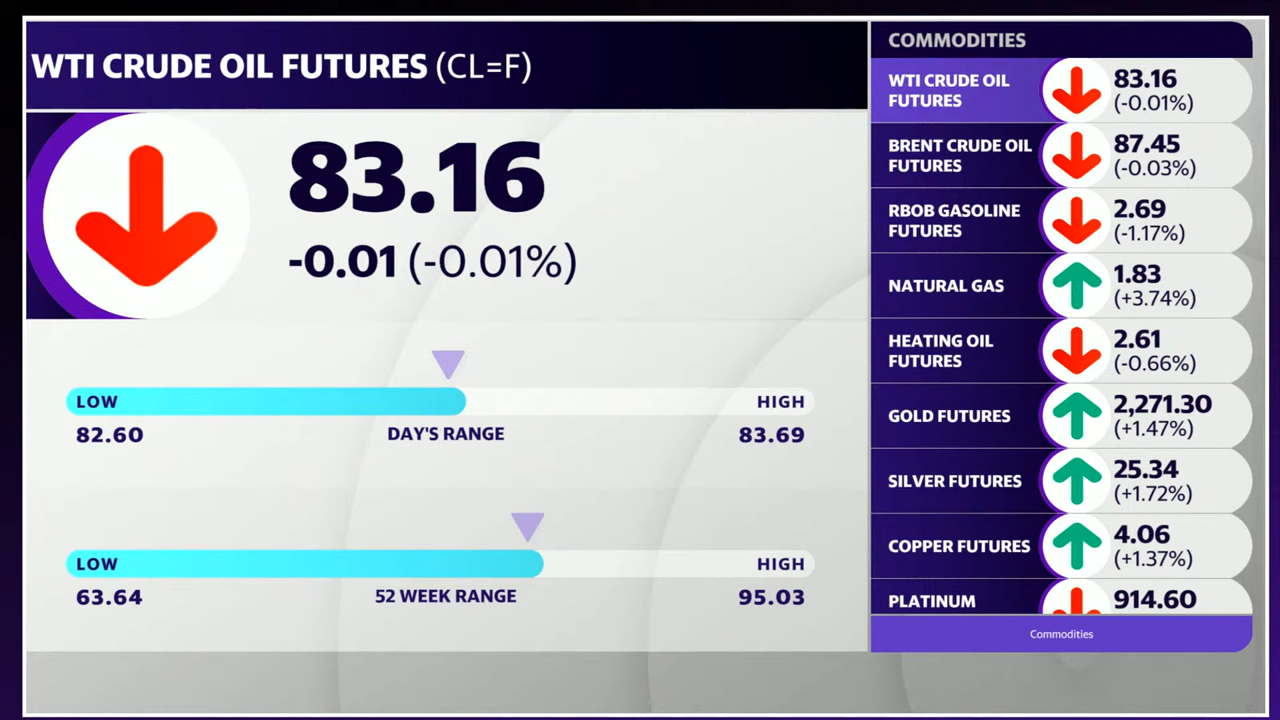 WTI CRUDE OIL FUTURES (CL=F)
83.16
-0.01 (-0.01%)
LOW
HIGH
82.60
DAY'S RANGE
83.69
LOW
HIGH
63.64
52 WEEK RANGE
95.03
COMMODITIES
WTI CRUDE OIL
FUTURES
83.16
(-0.01%)
BRENT CRUDE OIL
FUTURES
87.45
(-0.03%)
RBOB GASOLINE
FUTURES
2.69
(-1.17%)
NATURAL GAS
1.83
(+3.74%)
HEATING OIL
FUTURES
2.61
(-0.66%)
GOLD FUTURES
2,271.30
(+1.47%)
SILVER FUTURES
25.34
(+1.72%)
COPPER FUTURES
4.06
(+1.37%)
PLATINUM
914.60
Commodities